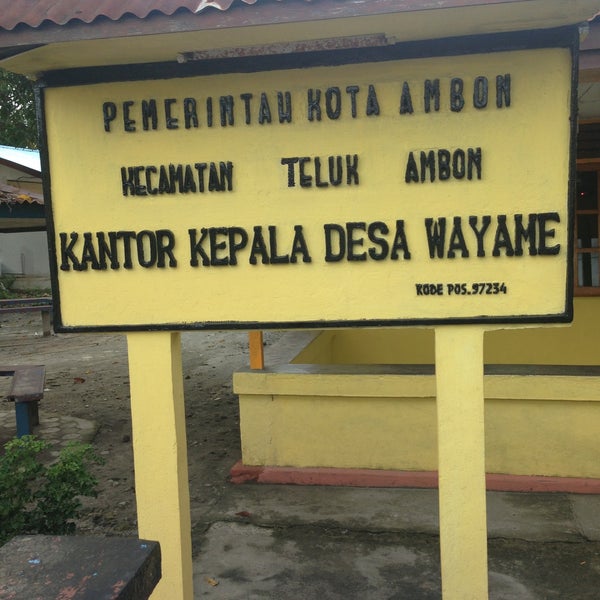 PEMERINTAH KOTA AMBON
KECAMATAN TELUK AMBON
KANTOR KEPALA DESA WAYAME
KODE POS.97234